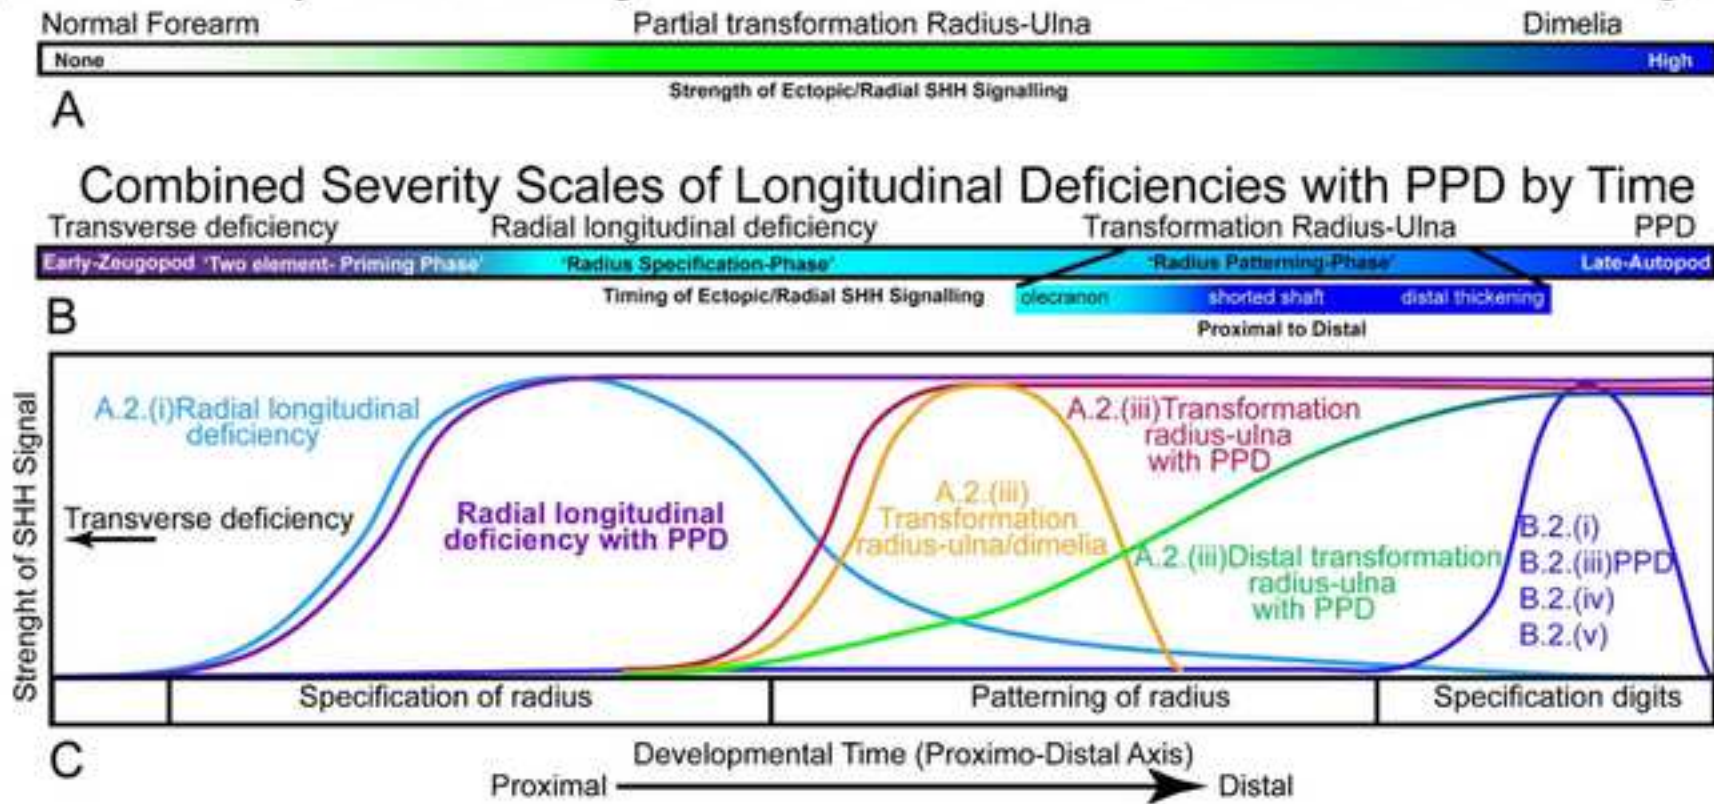 Normal Forearm Partial transformation Radius-Ulna Dimelia
None High
Strength of Ectopic/Radial SHH Signalling
A
Combined Severity Scales of Longitudinal Deficiencies with PPD by Time
Transverse deficiency Radial longitudinal deficiency Transformation Radius-Ulna PPD
Early-Zeugopod 'Two element- Priming Phase' 'Radius Specification-Phase' 'Radius Patterning-Phase' Late-Autopod
Timing of Ectopic/Radial SHH Signalling
olecranon shorted shaft distal thickening
Proximal to Distal
B
Strenght of SHH Signal
A.2.(i)Radial longitudinal
deficiency
Transverse deficiency
Radial longitudinal
deficiency with PPD
A.2.(iii)
Transformation
radius-ulna/dimelia
A.2.(iii)Transformation
radius-ulna
with PPD
A.2.(iii)Distal transformation
radius-ulna
with PPD
B.2.(i)
B.2.(iii)PPD
B.2.(iv)
B.2.(v)
Specification of radius Patterning of radius Specification digits
C
Developmental Time (Proximo-Distal Axis)
Proximal Distal